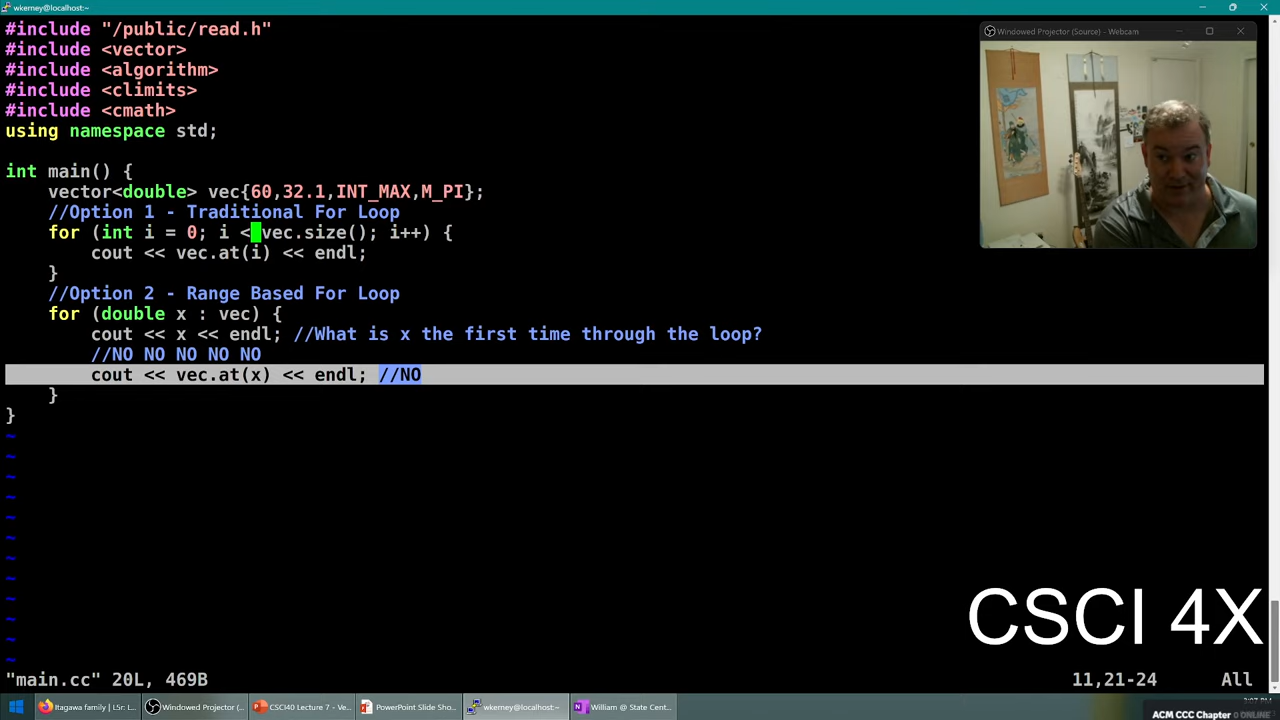 wkerney@localhost:~
#include "/public/read.h"
#include <vector>
#include <algorithm>
#include <climits>
#include <cmath>
using namespace std;
int main() {
    vector<double> vec{60,32.1,INT_MAX,M_PI};
    //Option 1 - Traditional For Loop
    for (int i = 0; i < vec.size(); i++) {
        cout << vec.at(i) << endl;
    }
    //Option 2 - Range Based For Loop
    for (double x : vec) {
        cout << x << endl; //What is x the first time through the loop?
        //NO NO NO NO NO
        cout << vec.at(x) << endl; //NO
    }
}
~
~
~
~
~
~
~
~
~
~
~
~
"main.cc" 20L, 469B
11,21-24
All
Windowed Projector (Source) - Webcam
CSCI 4X
Itagawa family | L5r: L...
Windowed Projector (...
CSCI40 Lecture 7 - Ve...
PowerPoint Slide Sho...
wkerney@localhost:~
William @ State Cent...
ACM CCC Chapter 0 ONLINE